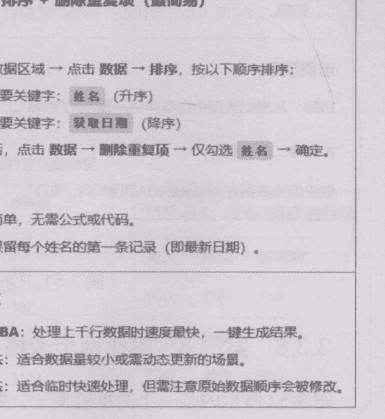 排序 + 删除重复项（最简易）
数据区域 → 点击 数据 → 排序，按以下顺序排序：
要关键字： 姓名 （升序）
要关键字： 获取日期 （降序）
，点击 数据 → 删除重复项 → 仅勾选 姓名 → 确定。
简单，无需公式或代码。
保留每个姓名的第一条记录（即最新日期）。
BA：处理上千行数据时速度最快，一键生成结果。
：适合数据量较小或需动态更新的场景。
：适合临时快速处理，但需注意原始数据顺序会被修改。